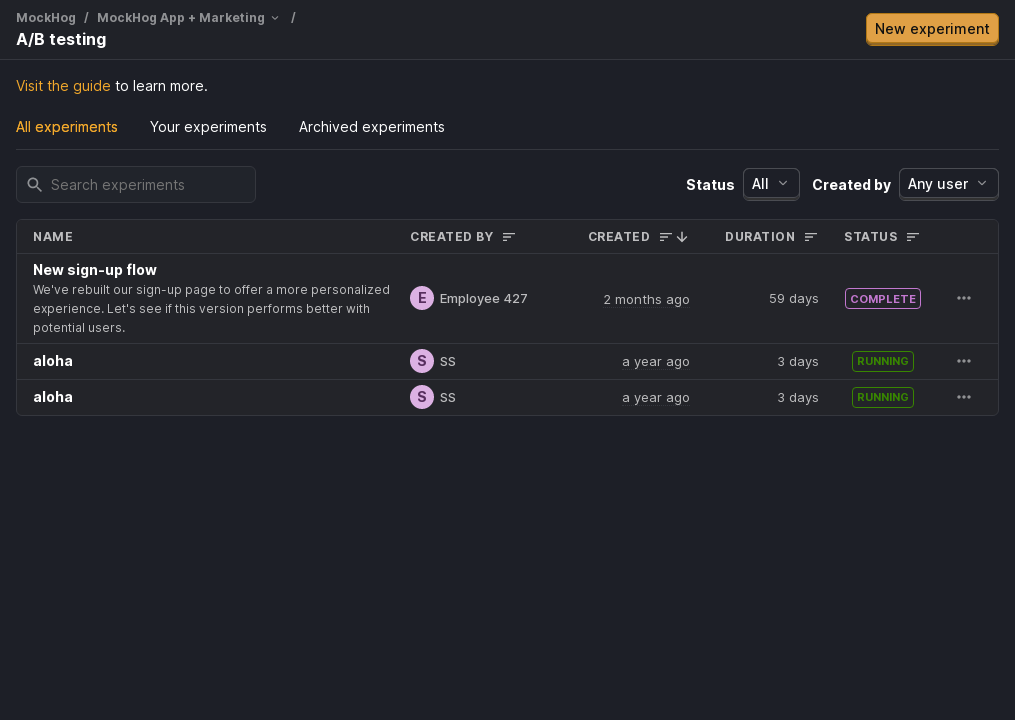 MockHog / MockHog App + Marketing /
A/B testing
New experiment
Visit the guide to learn more.
All experiments Your experiments Archived experiments
Search experiments
Status All Created by Any user
NAME CREATED BY CREATED DURATION STATUS
New sign-up flow
We've rebuilt our sign-up page to offer a more personalized
experience. Let's see if this version performs better with
potential users.
E Employee 427 2 months ago 59 days COMPLETE
aloha S SS a year ago 3 days RUNNING
aloha S SS a year ago 3 days RUNNING